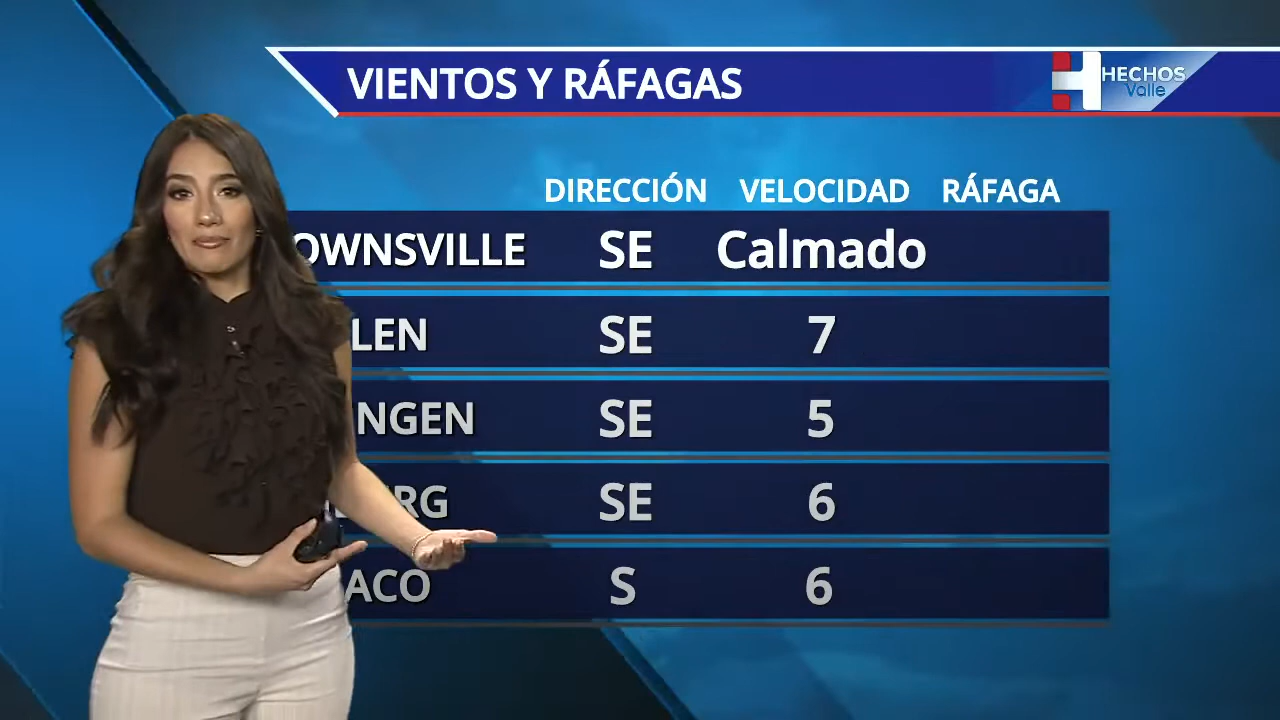 VIENTOS Y RÁFAGAS
HECHOS
Valle
DIRECCIÓN VELOCIDAD RÁFAGA
OWNSVILLE SE Calmado
LEN SE 7
NGEN SE 5
RG SE 6
ACO S 6